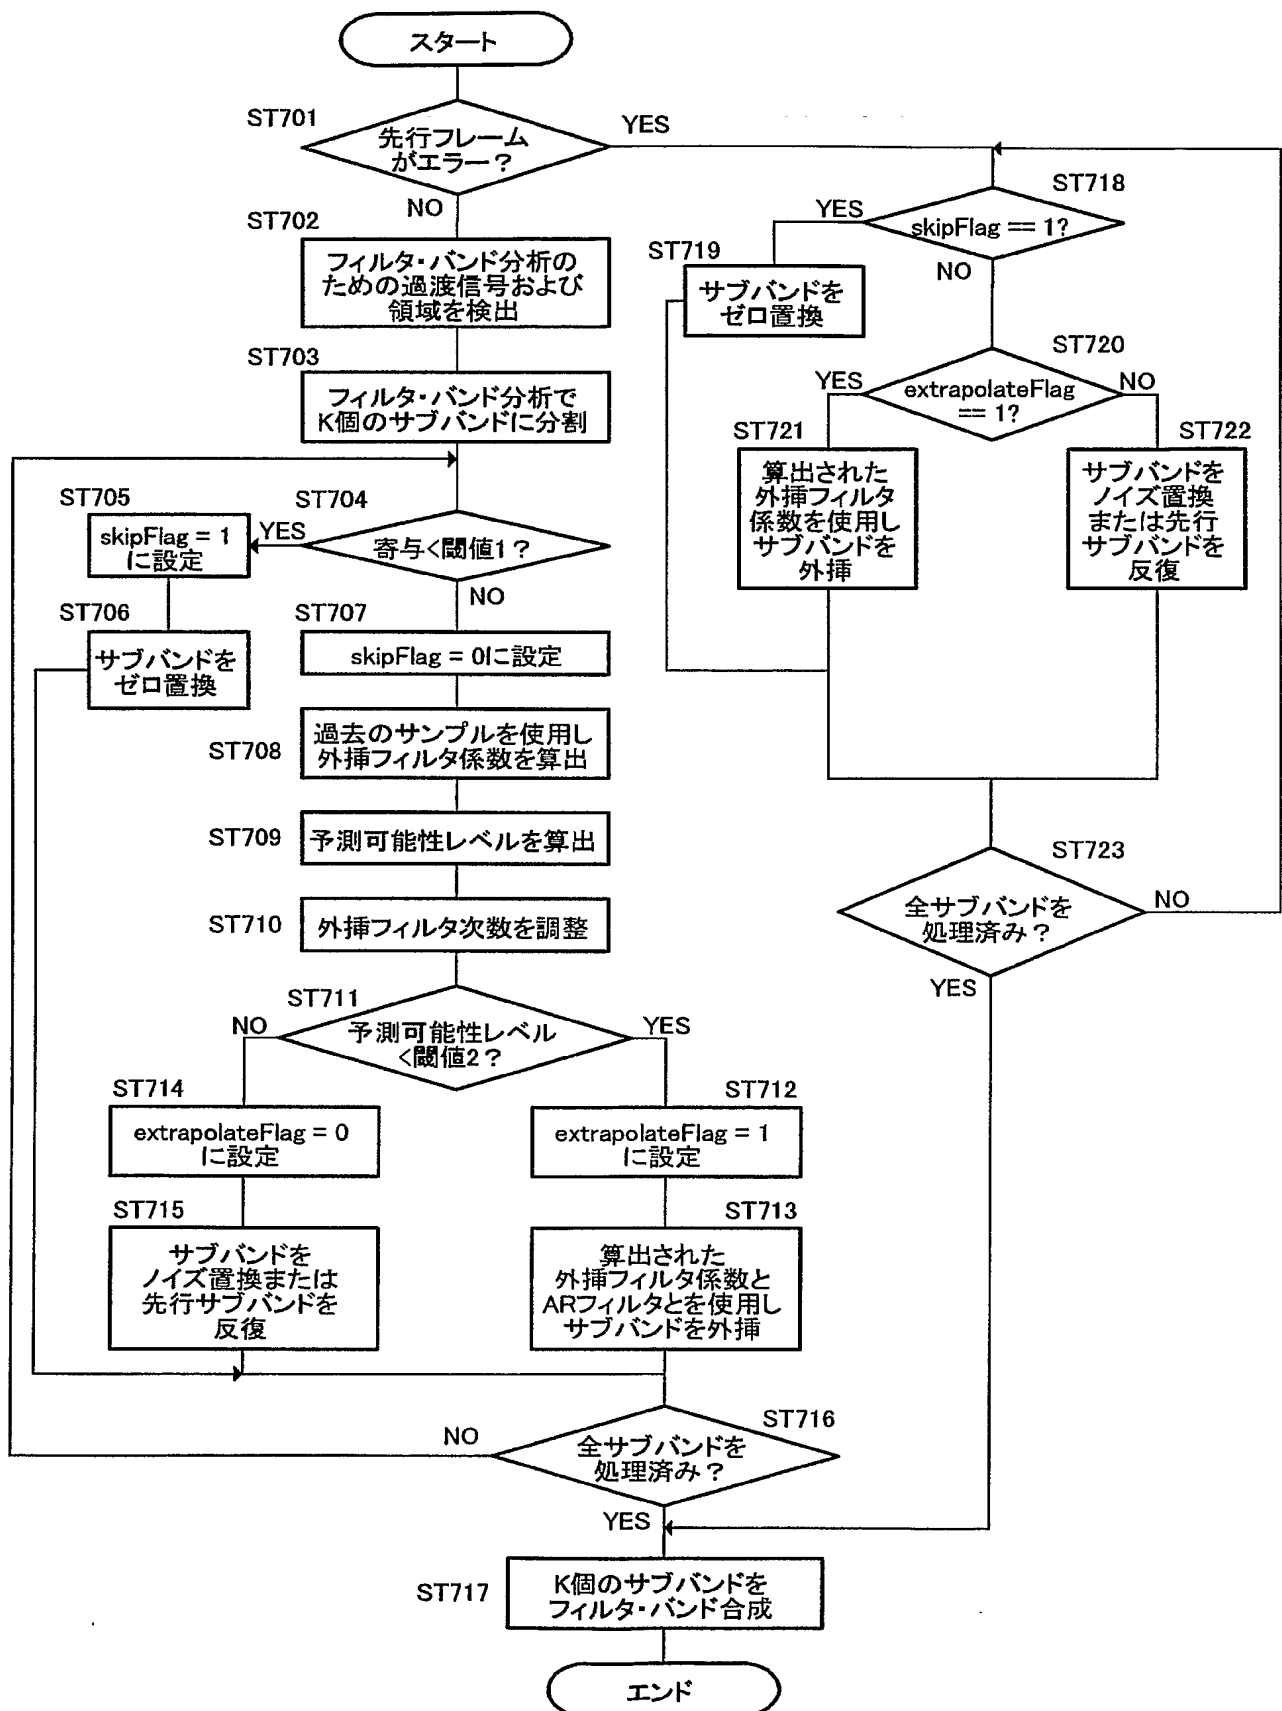 スタート
ST701
先行フレーム
がエラー？
YES
NO
ST702
フィルタ・バンド分析の
ための過渡信号および
領域を検出
ST703
フィルタ・バンド分析で
K個のサブバンドに分割
ST704
寄与<閾値1？
YES
NO
ST705
skipFlag = 1
に設定
ST706
サブバンドを
ゼロ置換
ST707
skipFlag = 0に設定
ST708
過去のサンプルを使用し
外挿フィルタ係数を算出
ST709
予測可能性レベルを算出
ST710
外挿フィルタ次数を調整
ST711
予測可能性レベル
<閾値2？
NO
YES
ST714
extrapolateFlag = 0
に設定
ST712
extrapolateFlag = 1
に設定
ST715
サブバンドを
ノイズ置換または
先行サブバンドを
反復
ST713
算出された
外挿フィルタ係数と
ARフィルタとを使用し
サブバンドを外挿
ST716
全サブバンドを
処理済み？
NO
YES
ST717
K個のサブバンドを
フィルタ・バンド合成
エンド
ST718
skipFlag == 1?
YES
NO
ST719
サブバンドを
ゼロ置換
ST720
extrapolateFlag
== 1?
YES
NO
ST721
算出された
外挿フィルタ
係数を使用し
サブバンドを
外挿
ST722
サブバンドを
ノイズ置換
または先行
サブバンドを
反復
ST723
全サブバンドを
処理済み？
NO
YES